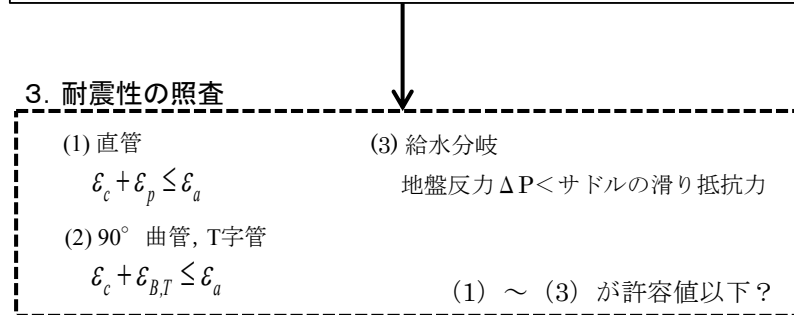 3．耐震性の照査
(1) 直管
ε_c + ε_p ≤ ε_a
(2) 90° 曲管, T字管
ε_c + ε_{B,T} ≤ ε_a
(3) 給水分岐
地盤反力ΔP＜サドルの滑り抵抗力
（1）～（3）が許容値以下？